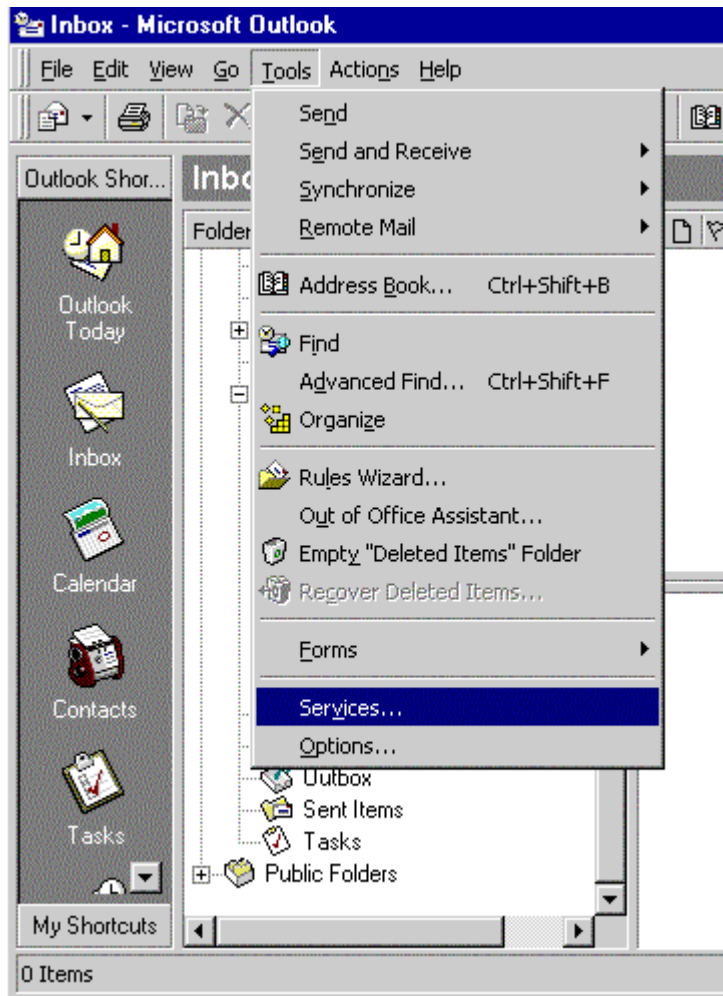 Inbox - Microsoft Outlook
File Edit View Go Tools Actions Help
Outlook Shor...
Outlook
Today
Inbox
Calendar
Contacts
Tasks
My Shortcuts
Send
Send and Receive
Synchronize
Remote Mail
Address Book... Ctrl+Shift+B
Find
Advanced Find... Ctrl+Shift+F
Organize
Rules Wizard...
Out of Office Assistant...
Empty "Deleted Items" Folder
Recover Deleted Items...
Forms
Services...
Options...
Outbox
Sent Items
Tasks
Public Folders
0 Items